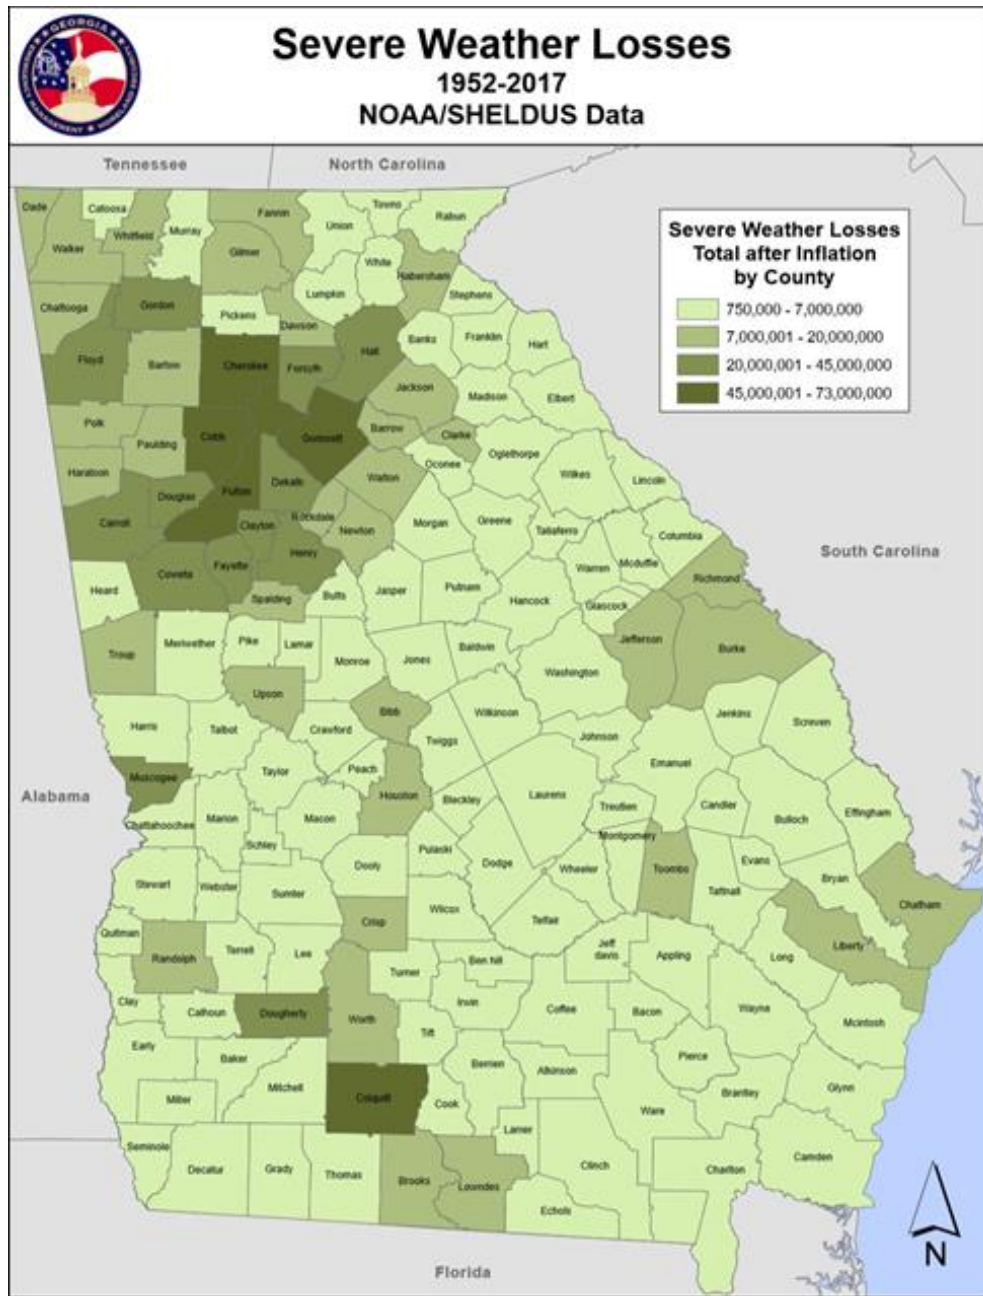 GEORGIA
Severe Weather Losses
1952-2017
NOAA/SHELDUS Data
Tennessee
North Carolina
Severe Weather Losses
Total after Inflation
by County
750,000 - 7,000,000
7,000,001 - 20,000,000
20,000,001 - 45,000,000
45,000,001 - 73,000,000
Dade
Catoosa
Fannin
Towns
Rabun
Union
Whitfield
Murray
Walker
Gilmer
White
Habersham
Lumpkin
Stephens
Chattooga
Gordon
Pickens
Dawson
Banks
Franklin
Hart
Floyd
Bartow
Cherokee
Forsyth
Hall
Jackson
Madison
Elbert
Polk
Paulding
Cobb
Gwinnett
Barrow
Clarke
Oconee
Oglethorpe
Haralson
Douglas
Fulton
Dekalb
Walton
Wilkes
Lincoln
Carroll
Clayton
Rockdale
Newton
Morgan
Greene
Taliaferro
Columbia
South Carolina
Heard
Coweta
Fayette
Henry
Spalding
Butts
Jasper
Putnam
Hancock
Warren
Mcduffie
Glascock
Richmond
Troup
Meriwether
Pike
Lamar
Monroe
Jones
Baldwin
Washington
Jefferson
Burke
Upson
Bibb
Wilkinson
Jenkins
Screven
Harris
Talbot
Crawford
Twiggs
Johnson
Emanuel
Alabama
Muscogee
Taylor
Peach
Houston
Bleckley
Laurens
Treutlen
Candler
Bulloch
Effingham
Chattahoochee
Marion
Schley
Macon
Pulaski
Dodge
Montgomery
Wheeler
Toombs
Tattnall
Evans
Bryan
Chatham
Stewart
Webster
Sumter
Dooly
Crisp
Wilcox
Telfair
Quitman
Randolph
Terrell
Lee
Turner
Ben hill
Jeff
davis
Appling
Long
Liberty
Clay
Calhoun
Dougherty
Worth
Tift
Irwin
Coffee
Bacon
Wayne
Mcintosh
Early
Baker
Mitchell
Colquitt
Berrien
Atkinson
Pierce
Brantley
Glynn
Miller
Cook
Ware
Seminole
Decatur
Grady
Thomas
Brooks
Lowndes
Lanier
Clinch
Echols
Charlton
Camden
Florida
N